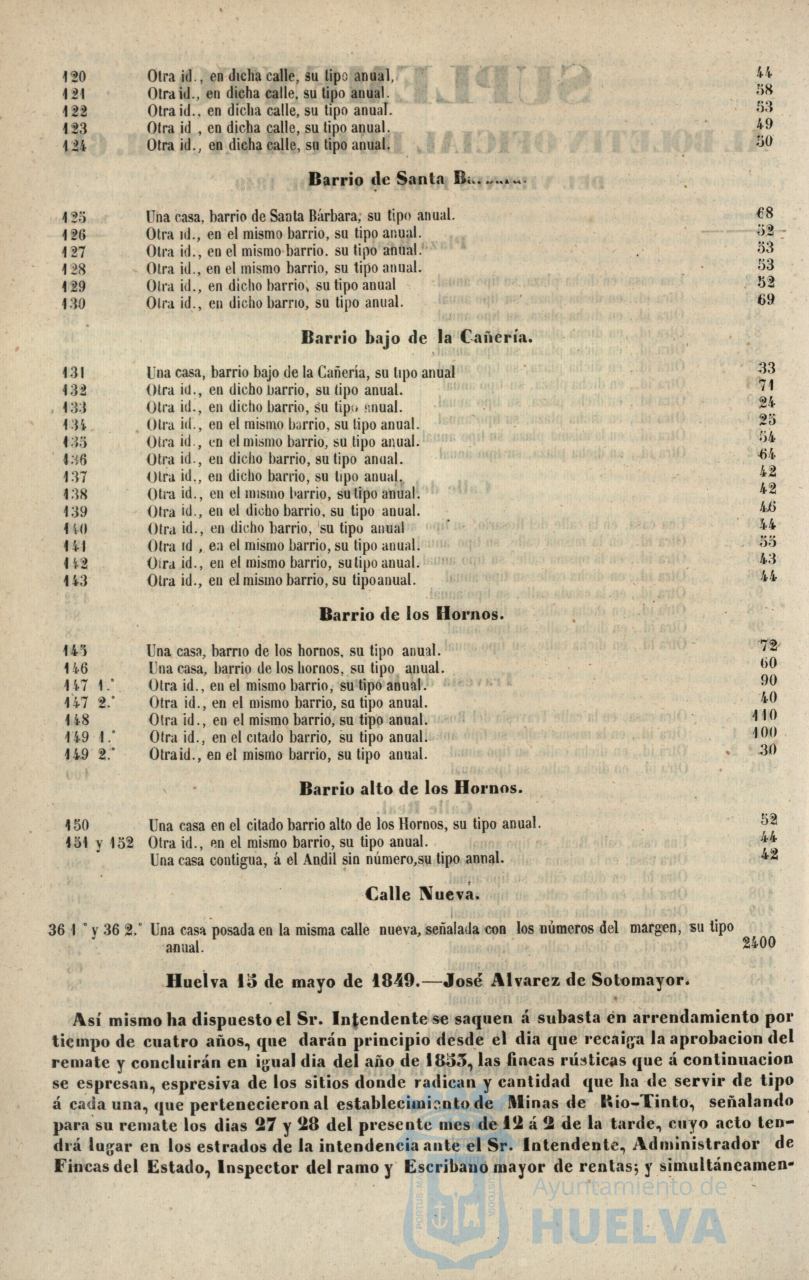 120 Otra id., en dicha calle, su tipo anual, 44
121 Otra id., en dicha calle, su tipo anual. 58
122 Otra id., en dicha calle, su tipo anual. 53
123 Otra id , en dicha calle, su tipo anual. 49
124 Otra id., en dicha calle, su tipo anual. 50
Barrio de Santa
125 Una casa, barrio de Santa Bárbara, su tipo anual. 68
126 Otra id., en el mismo barrio, su tipo anual. 52
127 Otra id., en el mismo barrio. su tipo anual. 53
128 Otra id., en el mismo barrio, su tipo anual. 53
129 Otra id., en dicho barrio, su tipo anual 52
130 Otra id., en dicho barrio, su tipo anual. 69
Barrio bajo de la Cañería.
131 Una casa, barrio bajo de la Cañería, su tipo anual 33
132 Otra id., en dicho barrio, su tipo anual. 71
133 Otra id., en dicho barrio, su tipo anual. 24
134 Otra id., en el mismo barrio, su tipo anual. 25
135 Otra id , en el mismo barrio, su tipo anual. 54
136 Otra id., en dicho barrio, su tipo anual. 64
137 Otra id., en dicho barrio, su tipo anual. 42
138 Otra id., en el mismo barrio, su tipo anual. 42
139 Otra id., en el dicho barrio, su tipo anual. 46
140 Otra id., en dicho barrio, su tipo anual 44
141 Otra id , en el mismo barrio, su tipo anual. 55
142 Otra id., en el mismo barrio, su tipo anual. 43
143 Otra id., en el mismo barrio, su tipo anual. 44
Barrio de los Hornos.
145 Una casa, barrio de los hornos, su tipo anual. 72
146 Una casa, barrio de los hornos, su tipo anual. 60
147 1.° Otra id., en el mismo barrio, su tipo anual. 90
147 2.° Otra id., en el mismo barrio, su tipo anual. 40
148 Otra id., en el mismo barrio, su tipo anual. 110
149 1.° Otra id., en el citado barrio, su tipo anual. 100
149 2.° Otra id., en el mismo barrio, su tipo anual. 30
Barrio alto de los Hornos.
150 Una casa en el citado barrio alto de los Hornos, su tipo anual. 52
151 y 152 Otra id., en el mismo barrio, su tipo anual. 44
Una casa contigua, á el Andil sin número, su tipo annal. 42
Calle Nueva.
36 1 ° y 36 2.° Una casa posada en la misma calle nueva, señalada con los números del margen, su tipo
anual. 2400
Huelva 15 de mayo de 1849.—José Alvarez de Sotomayor.
Así mismo ha dispuesto el Sr. Intendente se saquen á subasta en arrendamiento por
tiempo de cuatro años, que darán principio desde el dia que recaiga la aprobacion del
remate y concluirán en igual dia del año de 1853, las fincas rústicas que á continuacion
se espresan, espresiva de los sitios donde radican y cantidad que ha de servir de tipo
á cada una, que pertenecieron al establecimiento de Minas de Rio-Tinto, señalando
para su remate los dias 27 y 28 del presente mes de 12 á 2 de la tarde, cuyo acto ten-
drá lugar en los estrados de la intendencia ante el Sr. Intendente, Administrador de
Fincas del Estado, Inspector del ramo y Escribano mayor de rentas; y simultáneamen-
Ayuntamiento de
HUELVA